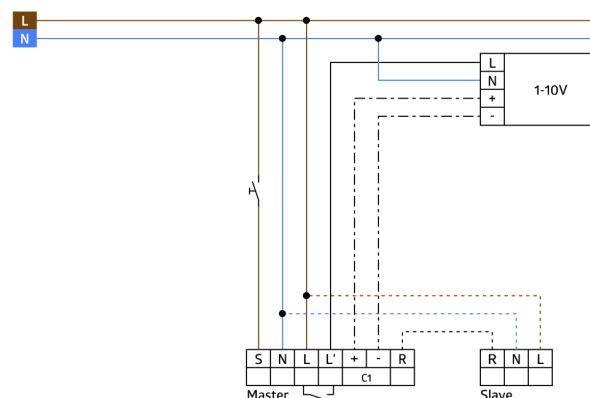 L
N
L
N
+
-
1-10V
S N L L' + - R
C1
R N L
Master
Slave